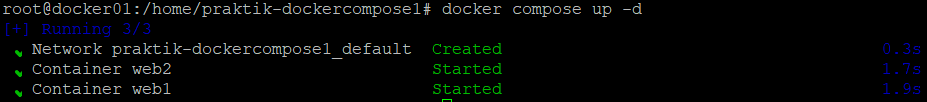 root@docker01:/home/praktik-dockercompose1# docker compose up -d
[+] Running 3/3
✔ Network praktik-dockercompose1_default Created 0.3s
✔ Container web2 Started 1.7s
✔ Container web1 Started 1.9s